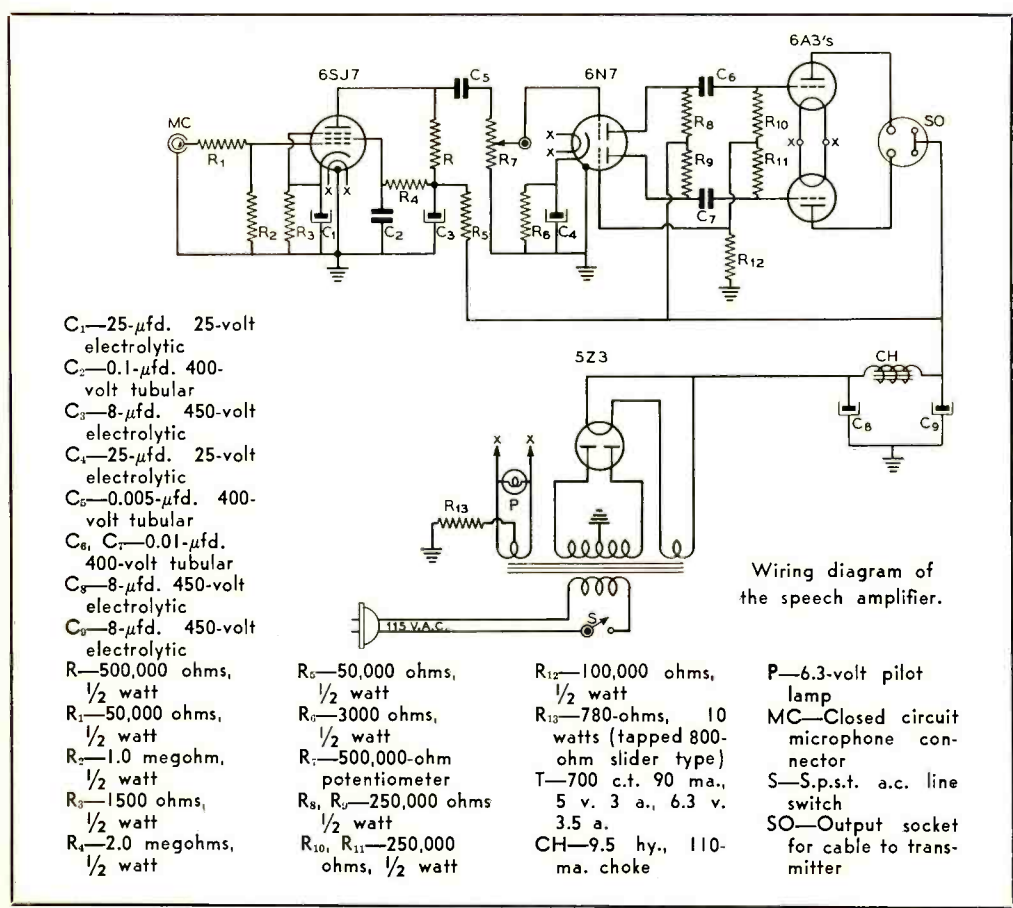 6A3's
6SJ7
C5
6N7
C6
MC
R1
R
R7
X
X
R8
R10
SO
X
X
R9
R11
X
X
R4
C7
R2
R3
C1
C2
C3
R5
R6
C4
R12
5Z3
CH
C8
C9
X
X
P
R13
S
115 V.A.C.
Wiring diagram of
the speech amplifier.
C₁—25-μfd. 25-volt
electrolytic
C₂—0.1-μfd. 400-
volt tubular
C₃—8-μfd. 450-volt
electrolytic
C₄—25-μfd. 25-volt
electrolytic
C₅—0.005-μfd. 400-
volt tubular
C₆, C₇—0.01-μfd.
400-volt tubular
C₈—8-μfd. 450-volt
electrolytic
C₉—8-μfd. 450-volt
electrolytic
R—500,000 ohms,
½ watt
R₁—50,000 ohms,
½ watt
R₂—1.0 megohm,
½ watt
R₃—1500 ohms,
½ watt
R₄—2.0 megohms,
½ watt
R₅—50,000 ohms,
½ watt
R₆—3000 ohms,
½ watt
R₇—500,000-ohm
potentiometer
R₈, R₉—250,000 ohms
½ watt
R₁₀, R₁₁—250,000
ohms, ½ watt
R₁₂—100,000 ohms,
½ watt
R₁₃—780-ohms, 10
watts (tapped 800-
ohm slider type)
T—700 c.t. 90 ma.,
5 v. 3 a., 6.3 v.
3.5 a.
CH—9.5 hy., 110-
ma. choke
P—6.3-volt pilot
lamp
MC—Closed circuit
microphone con-
nector
S—S.p.s.t. a.c. line
switch
SO—Output socket
for cable to trans-
mitter